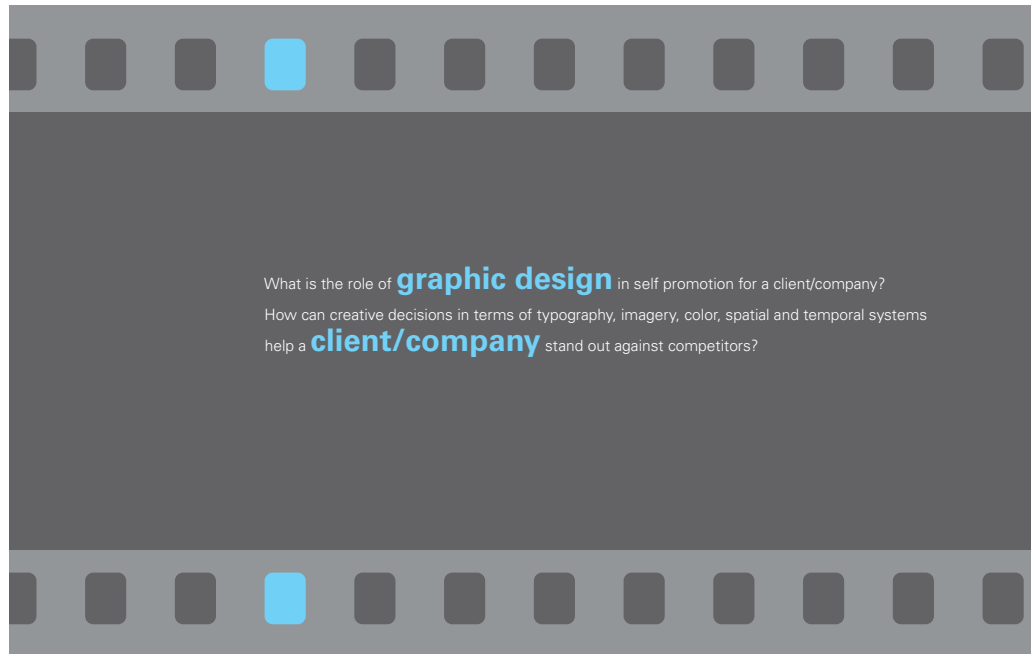 What is the role of graphic design in self promotion for a client/company?
How can creative decisions in terms of typography, imagery, color, spatial and temporal systems
help a client/company stand out against competitors?